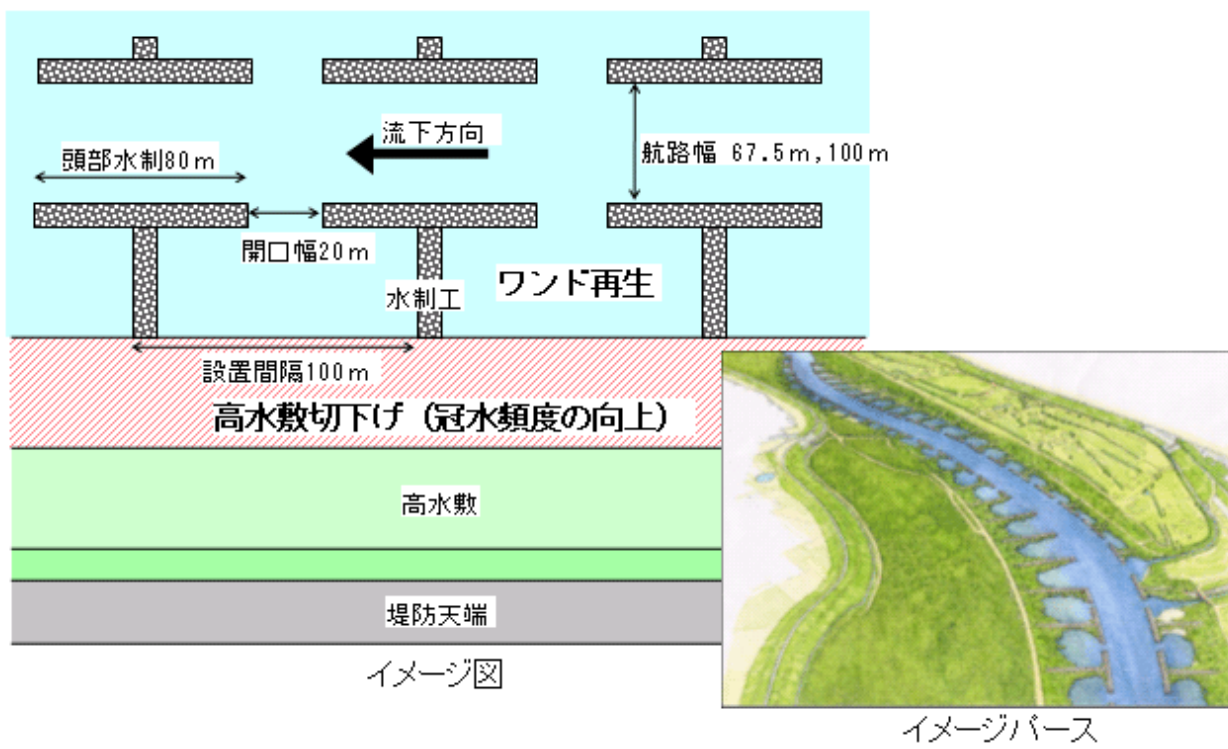 流下方向
航路幅 67.5m,100m
頭部水制80m
開口幅20m
ワンド再生
水制工
設置間隔100m
高水敷切下げ（冠水頻度の向上）
高水敷
堤防天端
イメージ図
イメージパース